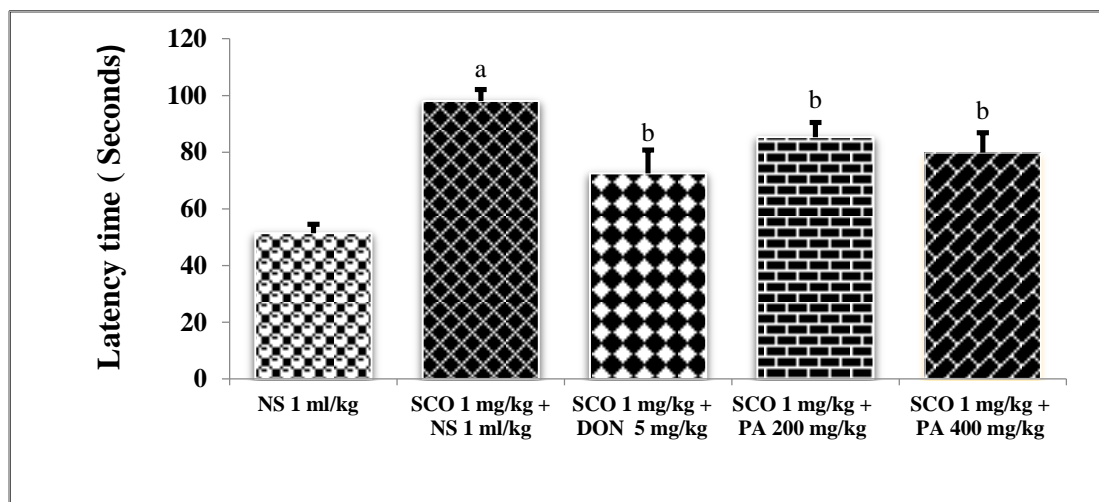 Latency time ( Seconds)
120
100
80
60
40
20
0
a
b
b
b
NS 1 ml/kg
SCO 1 mg/kg +
NS 1 ml/kg
SCO 1 mg/kg +
DON 5 mg/kg
SCO 1 mg/kg +
PA 200 mg/kg
SCO 1 mg/kg +
PA 400 mg/kg